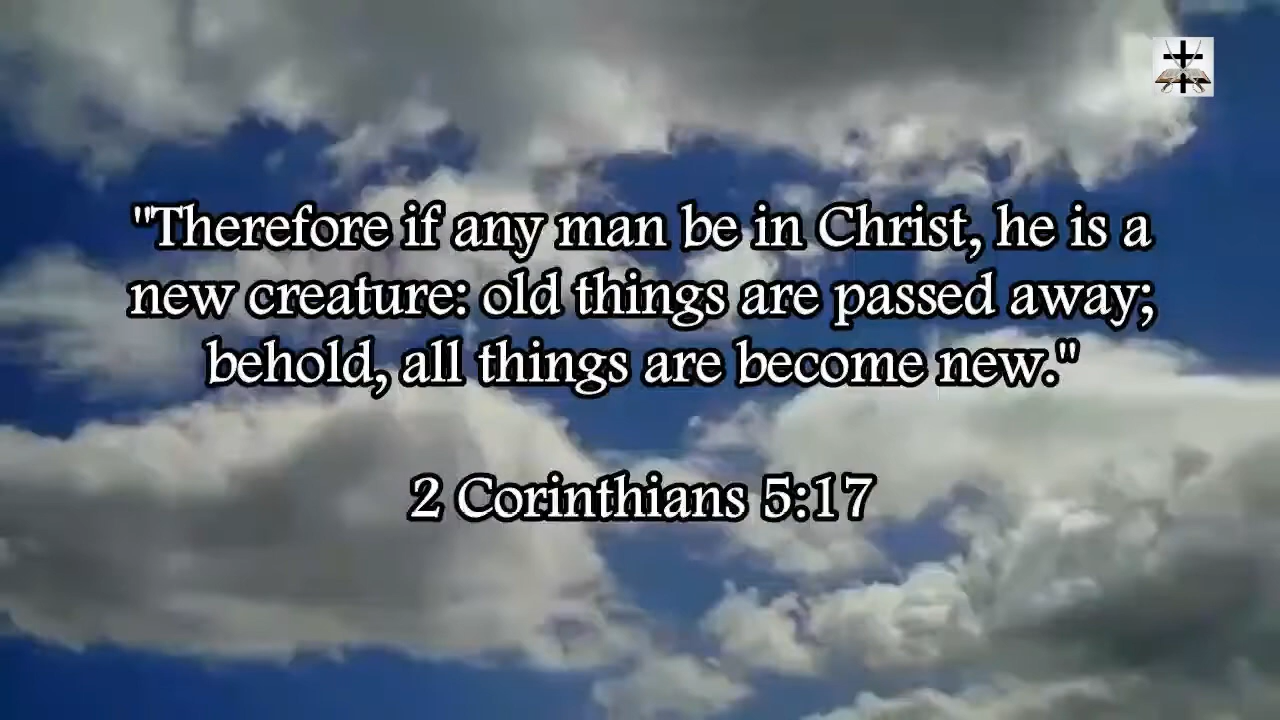 "Therefore if any man be in Christ, he is a
new creature: old things are passed away;
behold, all things are become new."
2 Corinthians 5:17